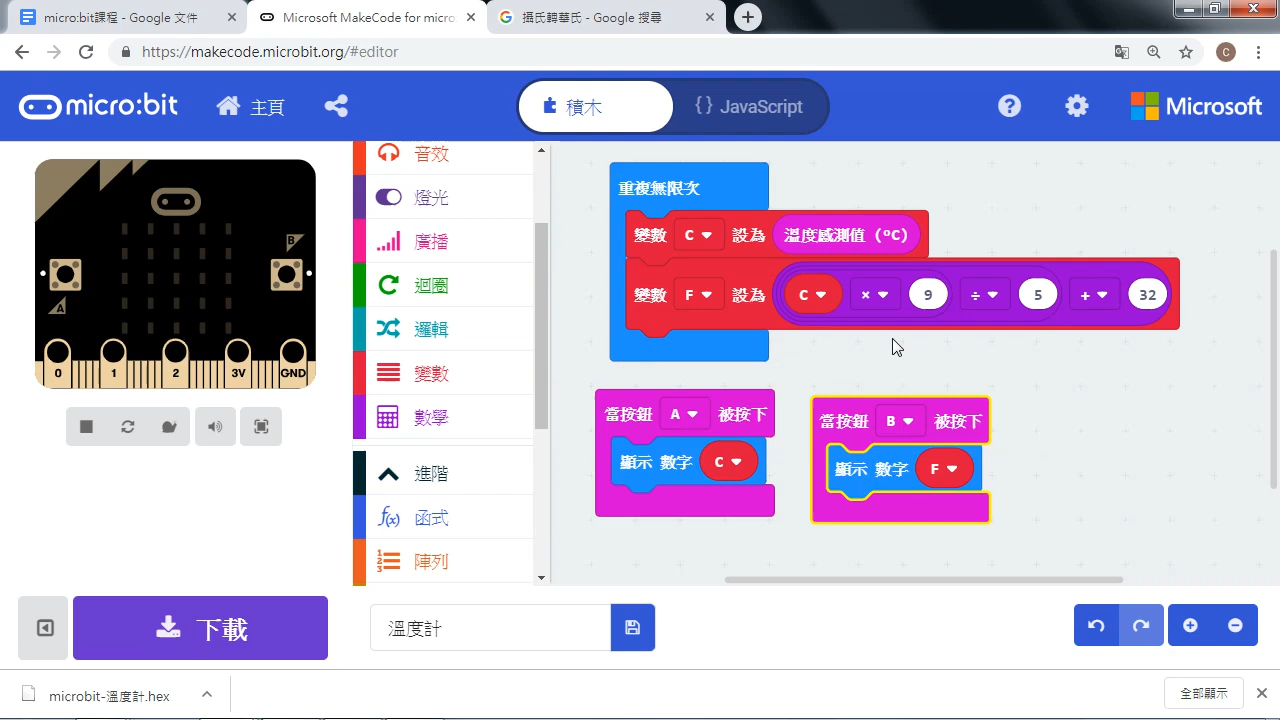 micro:bit課程 - Google 文件
Microsoft MakeCode for micro
攝氏轉華氏 - Google 搜尋
https://makecode.microbit.org/#editor
C
micro:bit
主頁
積木
{} JavaScript
Microsoft
A
B
0 1 2 3V GND
音效
燈光
廣播
迴圈
邏輯
變數
數學
進階
函式
陣列
重複無限次
變數 C 設為 溫度感測值 (°C)
變數 F 設為 C × 9 ÷ 5 + 32
當按鈕 A 被按下
顯示 數字 C
當按鈕 B 被按下
顯示 數字 F
下載
溫度計
microbit-溫度計.hex
全部顯示